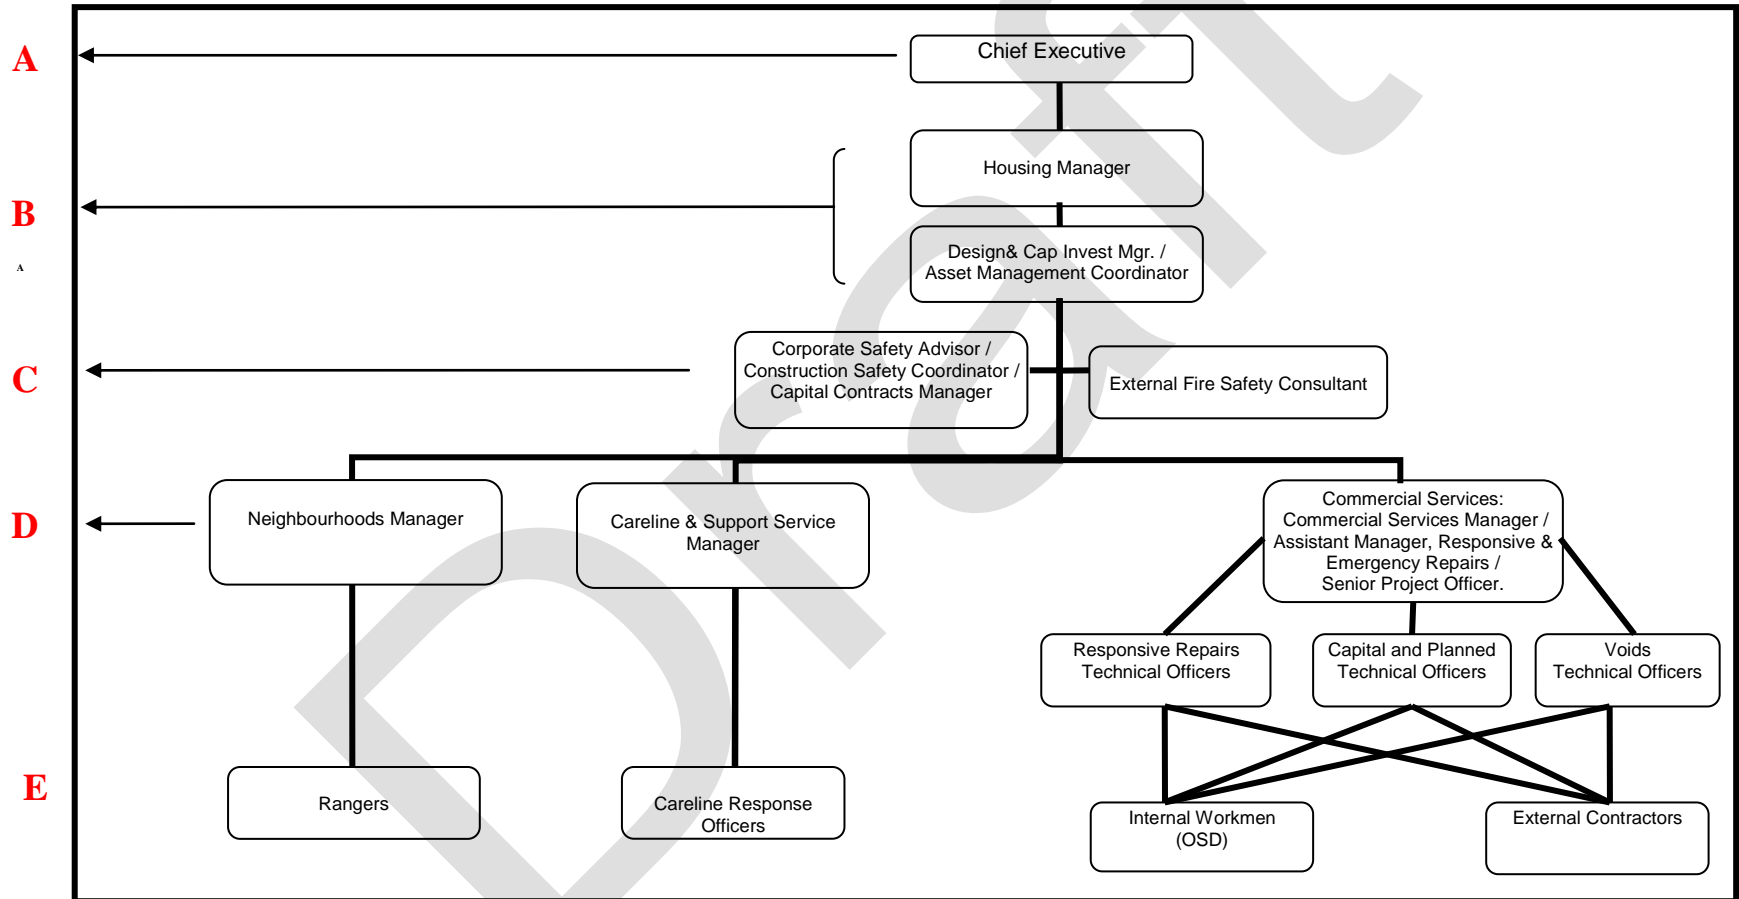 A
Chief Executive
Housing Manager
B
A
Design& Cap Invest Mgr. /
Asset Management Coordinator
C
Corporate Safety Advisor /
Construction Safety Coordinator /
Capital Contracts Manager
External Fire Safety Consultant
D
Neighbourhoods Manager
Careline & Support Service
Manager
Commercial Services:
Commercial Services Manager /
Assistant Manager, Responsive &
Emergency Repairs /
Senior Project Officer.
Responsive Repairs
Technical Officers
Capital and Planned
Technical Officers
Voids
Technical Officers
E
Rangers
Careline Response
Officers
Internal Workmen
(OSD)
External Contractors
Draft